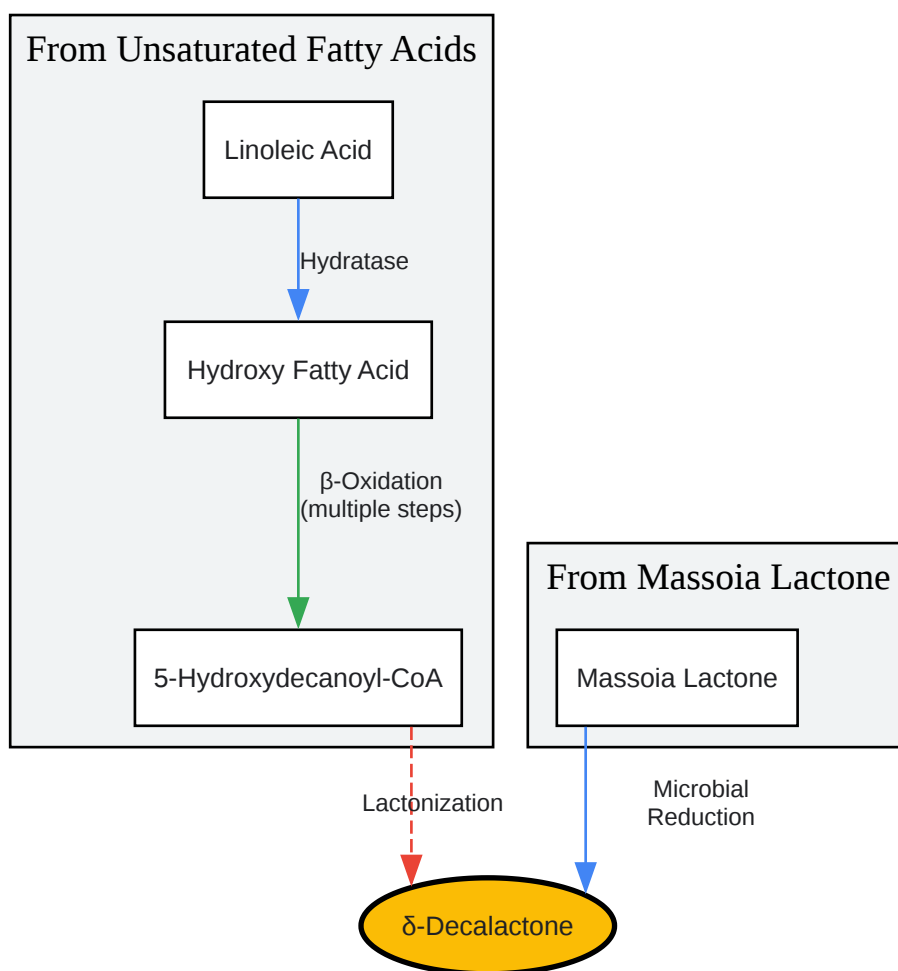 From Unsaturated Fatty Acids
Linoleic Acid
Hydratase
Hydroxy Fatty Acid
β-Oxidation
(multiple steps)
5-Hydroxydecanoyl-CoA
From Massoia Lactone
Massoia Lactone
Lactonization
Microbial
Reduction
δ-Decalactone